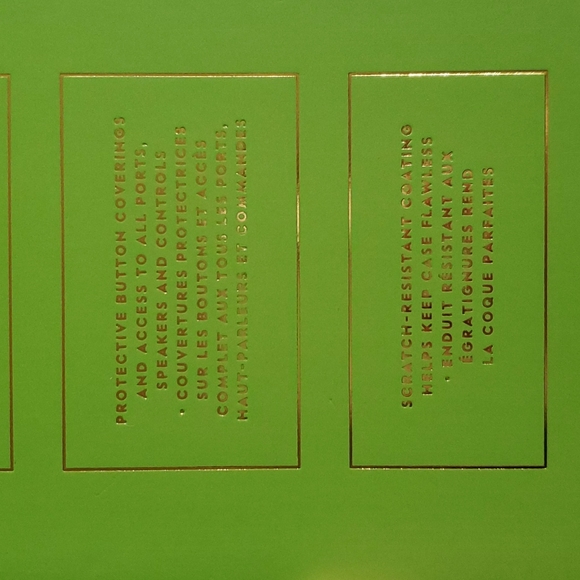 PROTECTIVE BUTTON COVERINGS
AND ACCESS TO ALL PORTS,
SPEAKERS AND CONTROLS
• COUVERTURES PROTECTRICES
SUR LES BOUTONS ET ACCÈS
COMPLET AUX TOUS LES PORTS,
HAUT-PARLEURS ET COMMANDES
SCRATCH-RESISTANT COATING
HELPS KEEP CASE FLAWLESS
• ENDUIT RÉSISTANT AUX
ÉGRATIGNURES REND
LA COQUE PARFAITES